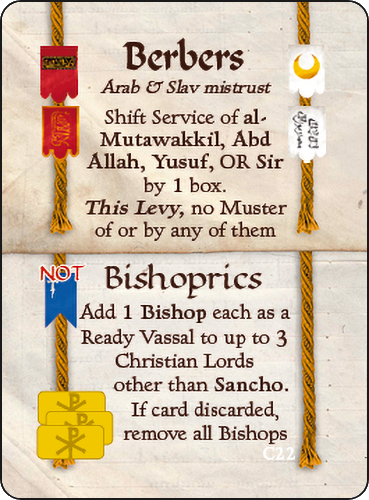 Berbers
Arab & Slav mistrust
Shift Service of al-
Mutawakkil, Abd
Allah, Yusuf, OR Sir
by 1 box.
This Levy, no Muster
of or by any of them
NOT
Bishoprics
Add 1 Bishop each as a
Ready Vassal to up to 3
Christian Lords
other than Sancho.
If card discarded,
remove all Bishops
C22